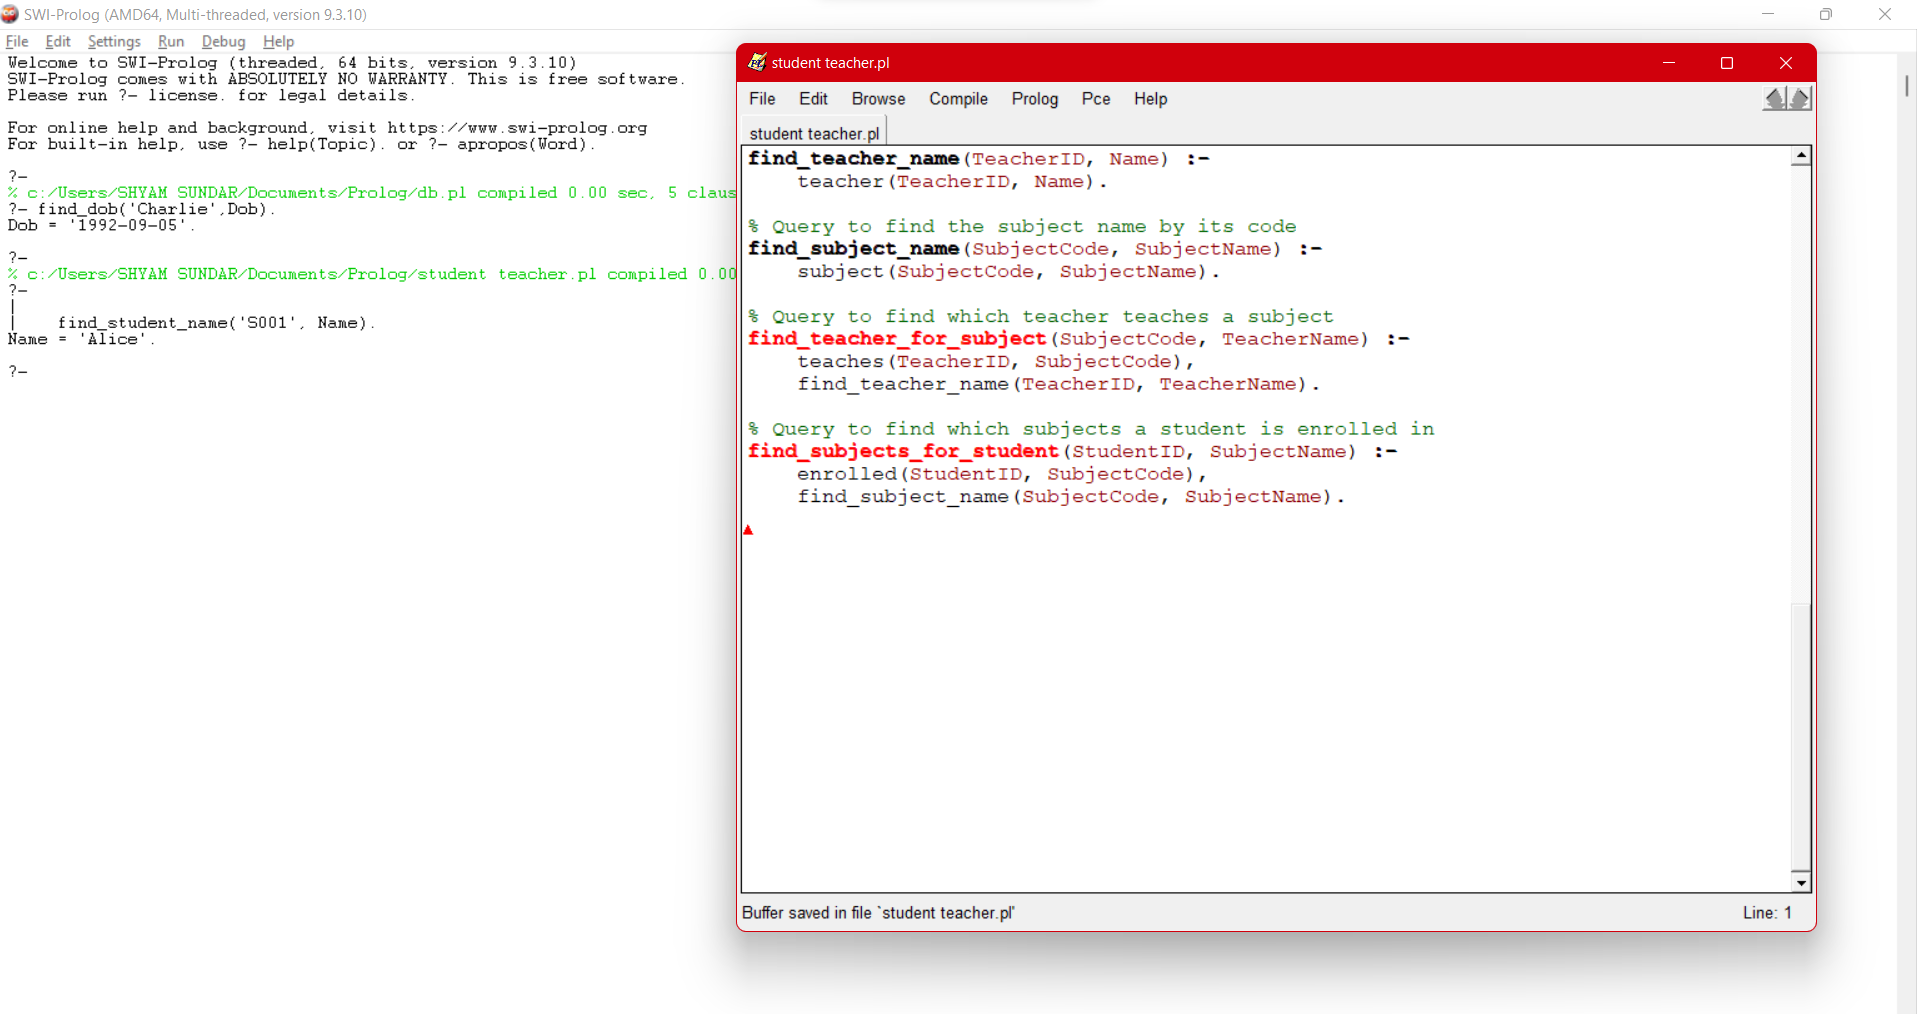 SWI-Prolog (AMD64, Multi-threaded, version 9.3.10)
File Edit Settings Run Debug Help
Welcome to SWI-Prolog (threaded, 64 bits, version 9.3.10)
SWI-Prolog comes with ABSOLUTELY NO WARRANTY. This is free software.
Please run ?- license. for legal details.
For online help and background, visit https://www.swi-prolog.org
For built-in help, use ?- help(Topic). or ?- apropos(Word).
?-
% c:/Users/SHYAM SUNDAR/Documents/Prolog/db.pl compiled 0.00 sec, 5 claus
?- find_dob('Charlie',Dob).
Dob = '1992-09-05'.
?-
% c:/Users/SHYAM SUNDAR/Documents/Prolog/student teacher.pl compiled 0.00
?-
|
| find_student_name('S001', Name).
Name = 'Alice'.
?-
student teacher.pl
File Edit Browse Compile Prolog Pce Help
student teacher.pl
find_teacher_name(TeacherID, Name) :-
teacher(TeacherID, Name).
% Query to find the subject name by its code
find_subject_name(SubjectCode, SubjectName) :-
subject(SubjectCode, SubjectName).
% Query to find which teacher teaches a subject
find_teacher_for_subject(SubjectCode, TeacherName) :-
teaches(TeacherID, SubjectCode),
find_teacher_name(TeacherID, TeacherName).
% Query to find which subjects a student is enrolled in
find_subjects_for_student(StudentID, SubjectName) :-
enrolled(StudentID, SubjectCode),
find_subject_name(SubjectCode, SubjectName).
Buffer saved in file `student teacher.pl'
Line: 1